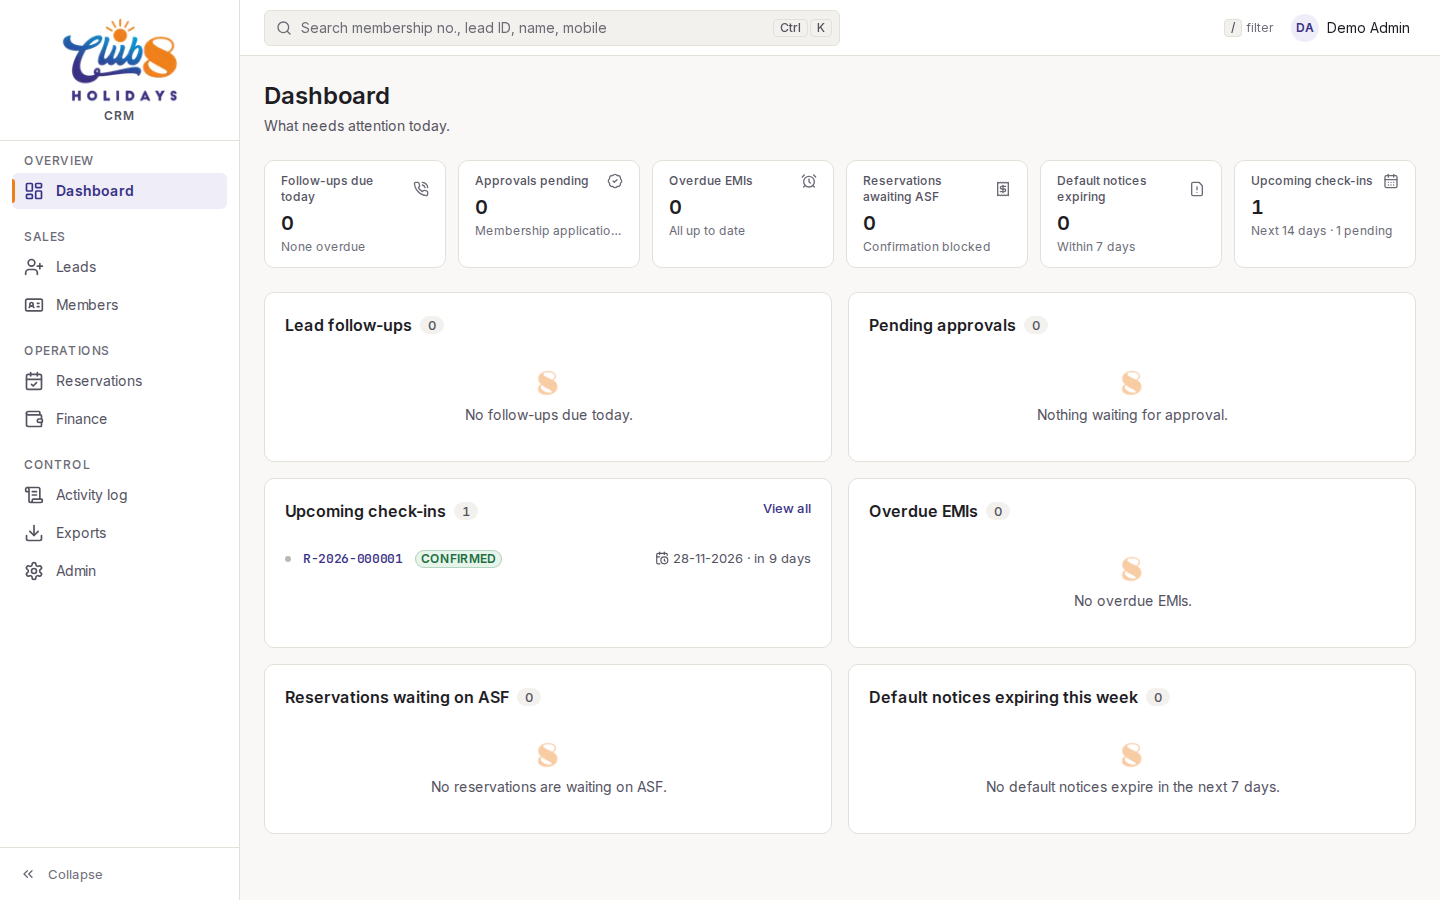 Club8
HOLIDAYS
CRM
Search membership no., lead ID, name, mobile
Ctrl K
/ filter
DA Demo Admin
OVERVIEW
Dashboard
SALES
Leads
Members
OPERATIONS
Reservations
Finance
CONTROL
Activity log
Exports
Admin
Collapse
Dashboard
What needs attention today.
Follow-ups due
today
0
None overdue
Approvals pending
0
Membership applicatio...
Overdue EMIs
0
All up to date
Reservations
awaiting ASF
0
Confirmation blocked
Default notices
expiring
0
Within 7 days
Upcoming check-ins
1
Next 14 days · 1 pending
Lead follow-ups 0
No follow-ups due today.
Pending approvals 0
Nothing waiting for approval.
Upcoming check-ins 1 View all
R-2026-000001 CONFIRMED 28-11-2026 · in 9 days
Overdue EMIs 0
No overdue EMIs.
Reservations waiting on ASF 0
No reservations are waiting on ASF.
Default notices expiring this week 0
No default notices expire in the next 7 days.